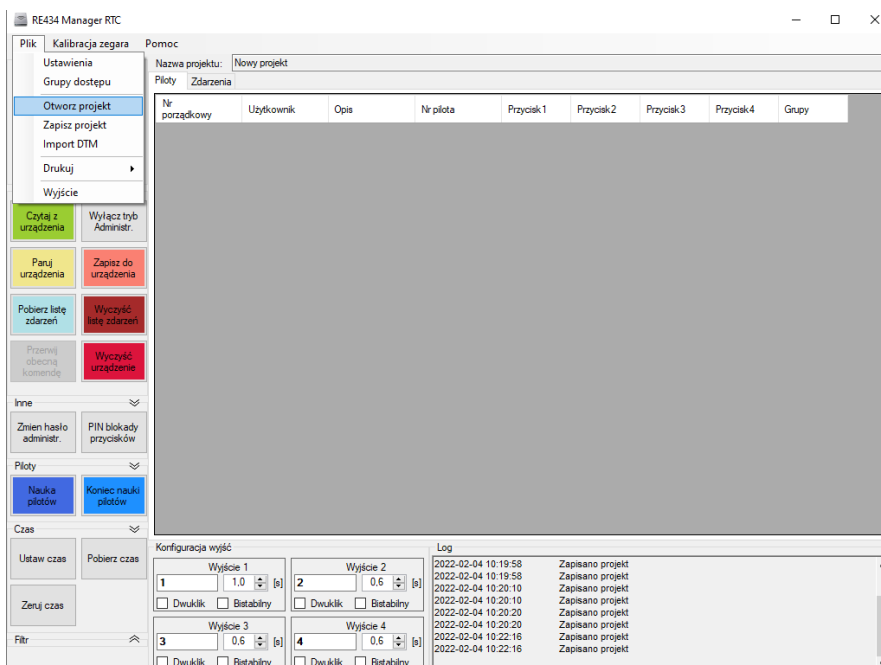 RE434 Manager RTC
Plik Kalibracja zegara Pomoc
Ustawienia
Grupy dostępu
Otworz projekt
Zapisz projekt
Import DTM
Drukuj
Wyjście
Nazwa projektu: Nowy projekt
Piloty Zdarzenia
Nr porządkowy Użytkownik Opis Nr pilota Przycisk1 Przycisk2 Przycisk3 Przycisk4 Grupy
Czytaj z urządzenia
Wyłącz tryb Administr.
Paruj urządzenia
Zapisz do urządzenia
Pobierz listę zdarzeń
Wyczyść listę zdarzeń
Przerwij obecną komendę
Wyczyść urządzenie
Inne
Zmien hasło administr.
PIN blokady przycisków
Piloty
Nauka pilotów
Koniec nauki pilotów
Czas
Ustaw czas
Pobierz czas
Zeruj czas
Filtr
Konfiguracja wyjść
Wyjście 1
1 1,0 [s]
Dwuklik Bistabilny
Wyjście 2
2 0,6 [s]
Dwuklik Bistabilny
Wyjście 3
3 0,6 [s]
Dwuklik Bistabilny
Wyjście 4
4 0,6 [s]
Dwuklik Bistabilny
Log
2022-02-04 10:19:58 Zapisano projekt
2022-02-04 10:19:58 Zapisano projekt
2022-02-04 10:20:10 Zapisano projekt
2022-02-04 10:20:10 Zapisano projekt
2022-02-04 10:20:20 Zapisano projekt
2022-02-04 10:20:20 Zapisano projekt
2022-02-04 10:22:16 Zapisano projekt
2022-02-04 10:22:16 Zapisano projekt